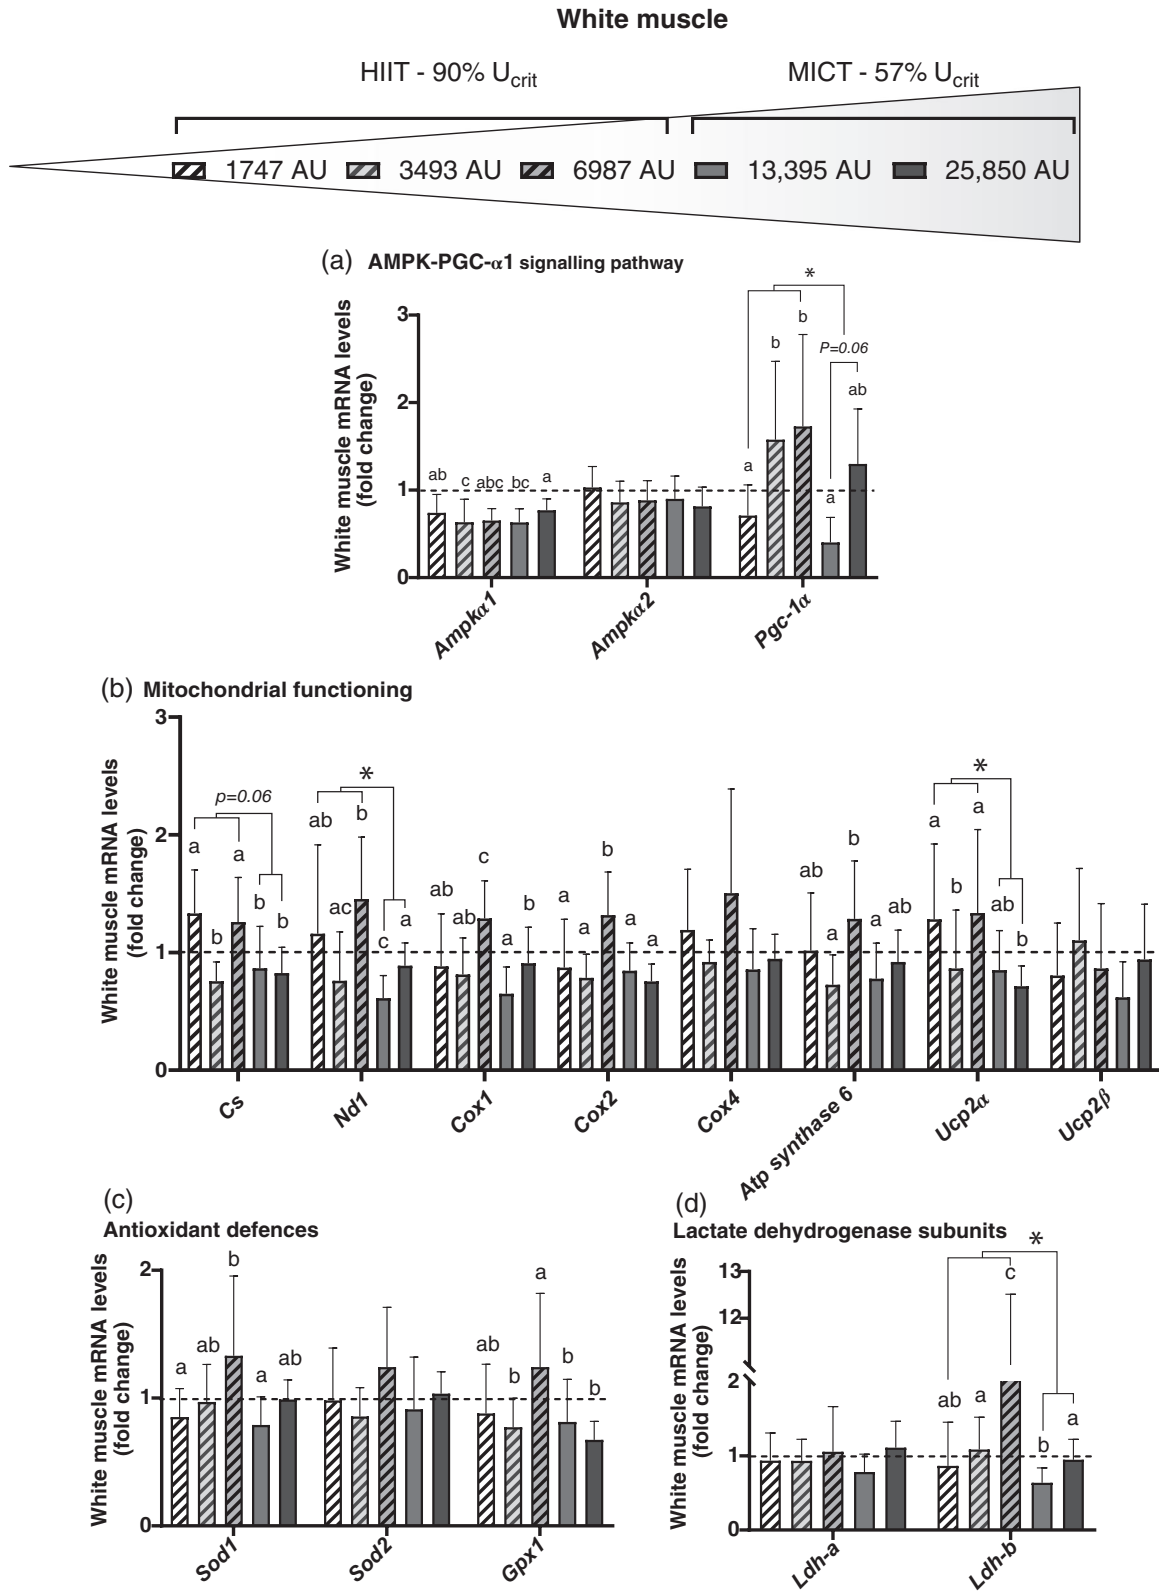 White muscle
HIIT - 90% Ucrit
MICT - 57% Ucrit
1747 AU 3493 AU 6987 AU 13,395 AU 25,850 AU
(a) AMPK-PGC-α1 signalling pathway
White muscle mRNA levels
(fold change)
3
2
1
0
ab c abc bc a
a b b a ab
*
P=0.06
Ampkα1 Ampkα2 Pgc-1α
(b) Mitochondrial functioning
White muscle mRNA levels
(fold change)
3
2
1
0
p=0.06
a b a b b
*
ab ac b c a
ab ab c a b
a a b a a
ab a b a ab
*
a b a ab b
Cs Nd1 Cox1 Cox2 Cox4 Atp synthase 6 Ucp2α Ucp2β
(c)
Antioxidant defences
White muscle mRNA levels
(fold change)
2
1
0
a ab b a ab
ab b a b b
Sod1 Sod2 Gpx1
(d)
Lactate dehydrogenase subunits
White muscle mRNA levels
(fold change)
13
12
2
1
0
*
ab a c b a
Ldh-a Ldh-b